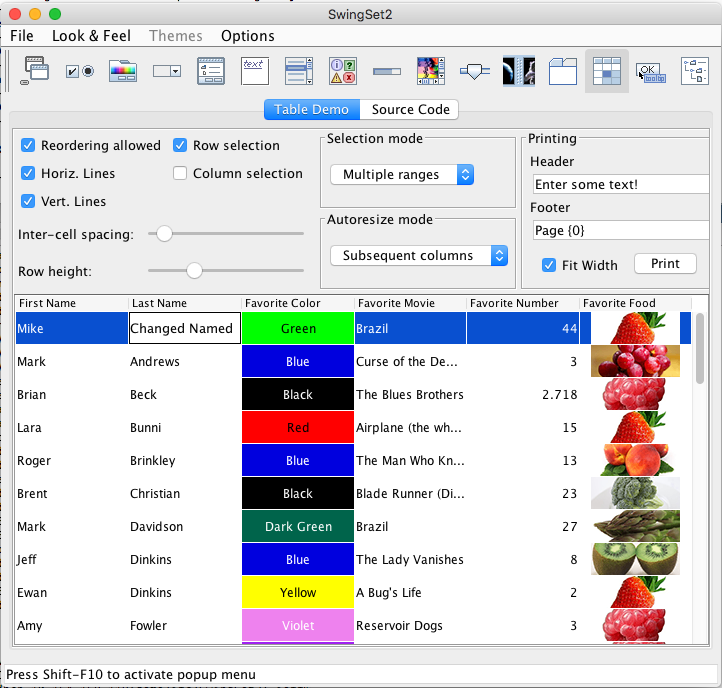 SwingSet2
File Look & Feel Themes Options
text
OK
Tooltip
Table Demo Source Code
Reordering allowed Row selection
Horiz. Lines Column selection
Vert. Lines
Inter-cell spacing:
Row height:
Selection mode
Multiple ranges
Autoresize mode
Subsequent columns
Printing
Header
Enter some text!
Footer
Page {0}
Fit Width Print
First Name Last Name Favorite Color Favorite Movie Favorite Number Favorite Food
Mike Changed Named Green Brazil 44
Mark Andrews Blue Curse of the De... 3
Brian Beck Black The Blues Brothers 2.718
Lara Bunni Red Airplane (the wh... 15
Roger Brinkley Blue The Man Who Kn... 13
Brent Christian Black Blade Runner (Di... 23
Mark Davidson Dark Green Brazil 27
Jeff Dinkins Blue The Lady Vanishes 8
Ewan Dinkins Yellow A Bug's Life 2
Amy Fowler Violet Reservoir Dogs 3
Press Shift-F10 to activate popup menu